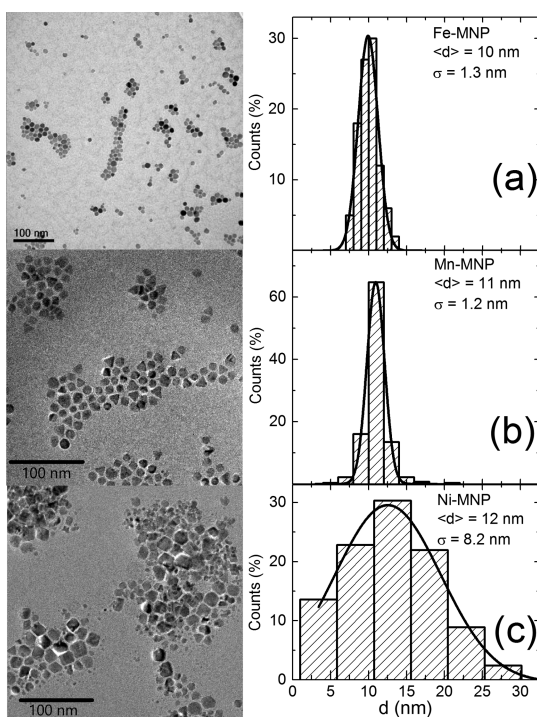 100 nm
30
20
10
Counts (%)
Fe-MNP
<d> = 10 nm
σ = 1.3 nm
(a)
100 nm
60
40
20
Counts (%)
Mn-MNP
<d> = 11 nm
σ = 1.2 nm
(b)
100 nm
30
20
10
0
Counts (%)
Ni-MNP
<d> = 12 nm
σ = 8.2 nm
(c)
0 5 10 15 20 25 30
d (nm)